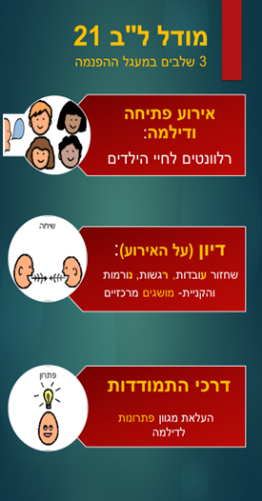 מודל ל"ב 21
3 שלבים במעגל ההפנמה
אירוע פתיחה
ודילמה:
רלוונטים לחיי הילדים
שיחה
דיון (על האירוע):
שחזור עובדות, רגשות, נורמות
והקניית- מושגים מרכזיים
פתרון
דרכי התמודדות
העלאת מגוון פתרונות
לדילמה